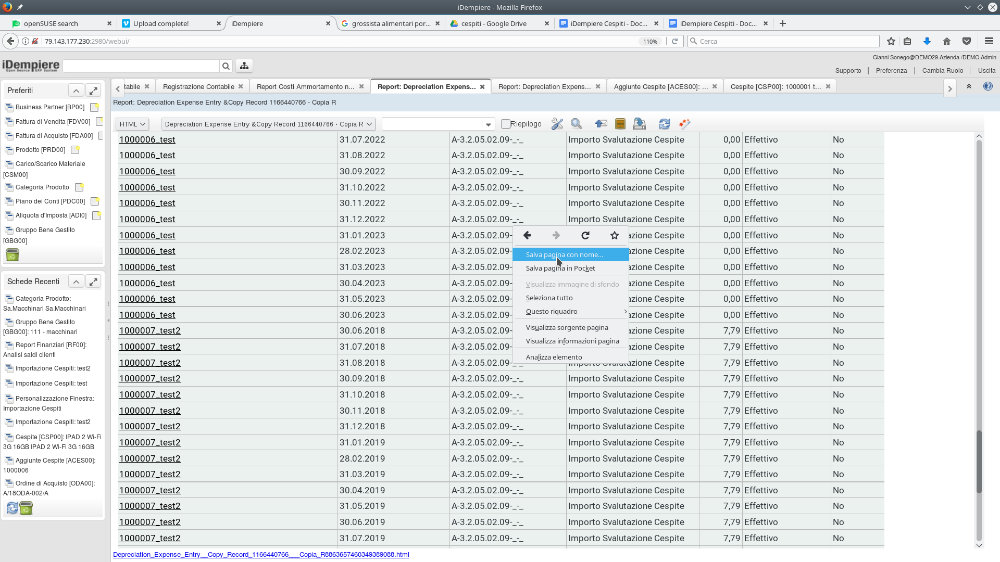 iDempiere - Mozilla Firefox
openSUSE search
Upload complete!
iDempiere
grossista alimentari por...
cespiti - Google Drive
iDempiere Cespiti - Doc...
iDempiere Cespiti - Doc...
79.143.177.230:2980/webui/
110%
Cerca
Gianni Sonego@DEMO29.Azienda /DEMO Admin
iDempiere
Open Source ERP System
Supporto
Preferenza
Cambia Ruolo
Uscita
tabile
Registrazione Contabile
Report Costi Ammortamento n...
Report: Depreciation Expens...
Report: Depreciation Expens...
Aggiunte Cespite [ACES00]: ...
Cespite [CSP00]: 1000001 t...
Report: Depreciation Expense Entry &Copy Record 1166440766 - Copia R
HTML
Depreciation Expense Entry &Copy Record 1166440766 - Copia R
Riepilogo
Preferiti
Business Partner [BP00]
Fattura di Vendita [FDV00]
Fattura di Acquisto [FDA00]
Prodotto [PRD00]
Carico/Scarico Materiale
[CSM00]
Categoria Prodotto
Piano dei Conti [PDC00]
Aliquota d'Imposta [ADI0]
Gruppo Bene Gestito
[GBG00]
Schede Recenti
Categoria Prodotto:
Sa.Macchinari Sa.Macchinari
Gruppo Bene Gestito
[GBG00]: 111 - macchinari
Report Finanziari [RF00]:
Analisi saldi clienti
Importazione Cespiti: test2
Importazione Cespiti: test
Personalizzazione Finestra:
Importazione Cespiti
Importazione Cespiti: test2
Cespite [CSP00]: IPAD 2 Wi-Fi
3G 16GB IPAD 2 Wi-Fi 3G 16GB
Aggiunte Cespite [ACES00]:
1000006
Ordine di Acquisto [ODA00]:
A/18ODA-002/A
1000006_test 31.07.2022 A-3.2.05.02.09-_-_ Importo Svalutazione Cespite 0,00 Effettivo No
1000006_test 31.08.2022 A-3.2.05.02.09-_-_ Importo Svalutazione Cespite 0,00 Effettivo No
1000006_test 30.09.2022 A-3.2.05.02.09-_-_ Importo Svalutazione Cespite 0,00 Effettivo No
1000006_test 31.10.2022 A-3.2.05.02.09-_-_ Importo Svalutazione Cespite 0,00 Effettivo No
1000006_test 30.11.2022 A-3.2.05.02.09-_-_ Importo Svalutazione Cespite 0,00 Effettivo No
1000006_test 31.12.2022 A-3.2.05.02.09-_-_ Importo Svalutazione Cespite 0,00 Effettivo No
1000006_test 31.01.2023 A-3.2.05.02.09- azione Cespite 0,00 Effettivo No
1000006_test 28.02.2023 A-3.2.05.02.09- azione Cespite 0,00 Effettivo No
1000006_test 31.03.2023 A-3.2.05.02.09- azione Cespite 0,00 Effettivo No
1000006_test 30.04.2023 A-3.2.05.02.09- azione Cespite 0,00 Effettivo No
1000006_test 31.05.2023 A-3.2.05.02.09- azione Cespite 0,00 Effettivo No
1000006_test 30.06.2023 A-3.2.05.02.09- azione Cespite 0,00 Effettivo No
1000007_test2 30.06.2018 A-3.2.05.02.09- azione Cespite 7,79 Effettivo No
1000007_test2 31.07.2018 A-3.2.05.02.09- azione Cespite 7,79 Effettivo No
1000007_test2 31.08.2018 A-3.2.05.02.09-_-_ Importo Svalutazione Cespite 7,79 Effettivo No
1000007_test2 30.09.2018 A-3.2.05.02.09-_-_ Importo Svalutazione Cespite 7,79 Effettivo No
1000007_test2 31.10.2018 A-3.2.05.02.09-_-_ Importo Svalutazione Cespite 7,79 Effettivo No
1000007_test2 30.11.2018 A-3.2.05.02.09-_-_ Importo Svalutazione Cespite 7,79 Effettivo No
1000007_test2 31.12.2018 A-3.2.05.02.09-_-_ Importo Svalutazione Cespite 7,79 Effettivo No
1000007_test2 31.01.2019 A-3.2.05.02.09-_-_ Importo Svalutazione Cespite 7,79 Effettivo No
1000007_test2 28.02.2019 A-3.2.05.02.09-_-_ Importo Svalutazione Cespite 7,79 Effettivo No
1000007_test2 31.03.2019 A-3.2.05.02.09-_-_ Importo Svalutazione Cespite 7,79 Effettivo No
1000007_test2 30.04.2019 A-3.2.05.02.09-_-_ Importo Svalutazione Cespite 7,79 Effettivo No
1000007_test2 31.05.2019 A-3.2.05.02.09-_-_ Importo Svalutazione Cespite 7,79 Effettivo No
1000007_test2 30.06.2019 A-3.2.05.02.09-_-_ Importo Svalutazione Cespite 7,79 Effettivo No
1000007_test2 31.07.2019 A-3.2.05.02.09-_-_ Importo Svalutazione Cespite 7,79 Effettivo No
Salva pagina con nome...
Salva pagina in Pocket
Visualizza immagine di sfondo
Seleziona tutto
Questo riquadro
Visualizza sorgente pagina
Visualizza informazioni pagina
Analizza elemento
Depreciation_Expense_Entry__Copy_Record_1166440766___Copia_R8863657460349389088.html